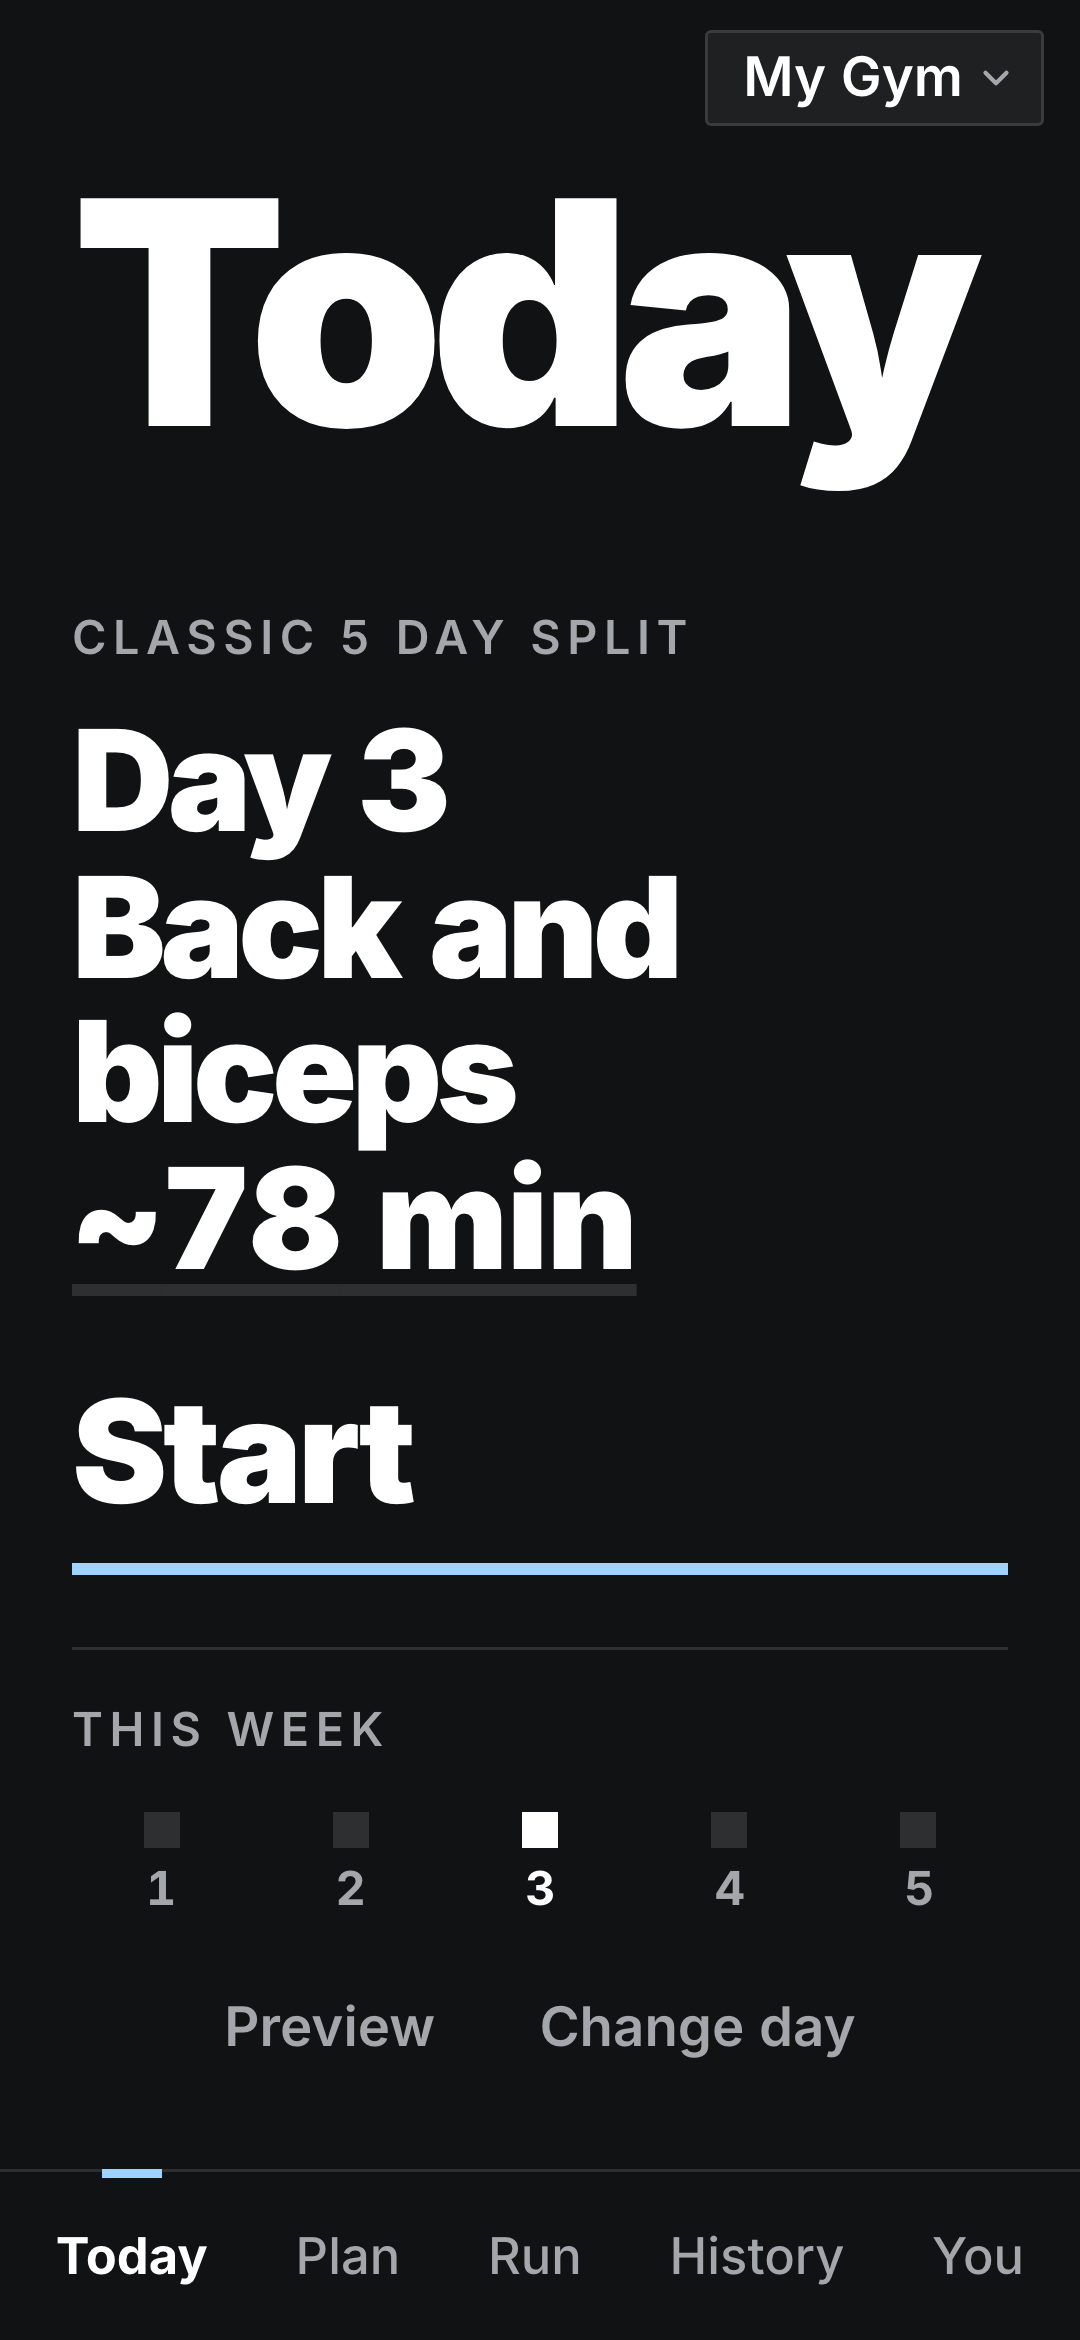 My Gym
Today
CLASSIC 5 DAY SPLIT
Day 3
Back and
biceps
~78 min
Start
THIS WEEK
1 2 3 4 5
Preview Change day
Today Plan Run History You